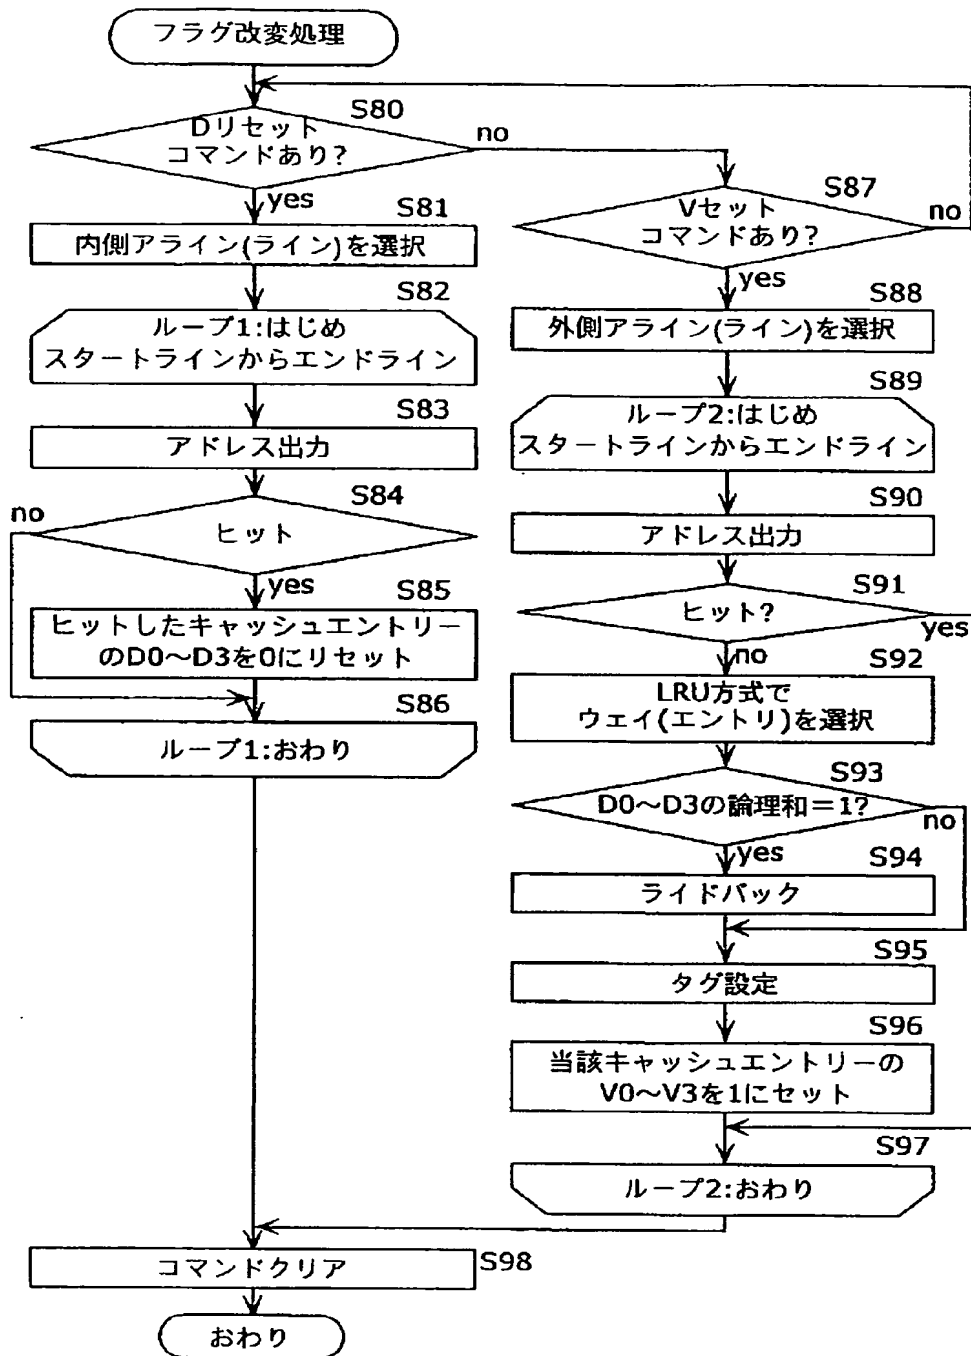 フラグ改変処理
S80
Dリセット
コマンドあり?
no
yes
S81
内側アライン(ライン)を選択
S82
ループ1:はじめ
スタートラインからエンドライン
S83
アドレス出力
S84
no
ヒット
yes
S85
ヒットしたキャッシュエントリー
のD0～D3を0にリセット
S86
ループ1:おわり
S87
Vセット
コマンドあり?
no
yes
S88
外側アライン(ライン)を選択
S89
ループ2:はじめ
スタートラインからエンドライン
S90
アドレス出力
S91
ヒット?
yes
no
S92
LRU方式で
ウェイ(エントリ)を選択
S93
D0～D3の論理和＝1?
no
yes
S94
ライドバック
S95
タグ設定
S96
当該キャッシュエントリーの
V0～V3を1にセット
S97
ループ2:おわり
コマンドクリア
S98
おわり